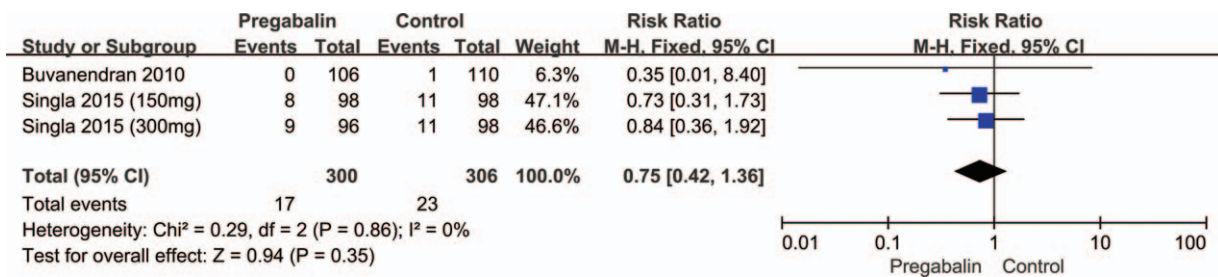 Pregabalin Control Risk Ratio Risk Ratio
Study or Subgroup Events Total Events Total Weight M-H, Fixed, 95% CI M-H, Fixed, 95% CI
Buvanendran 2010 0 106 1 110 6.3% 0.35 [0.01, 8.40]
Singla 2015 (150mg) 8 98 11 98 47.1% 0.73 [0.31, 1.73]
Singla 2015 (300mg) 9 96 11 98 46.6% 0.84 [0.36, 1.92]
Total (95% CI) 300 306 100.0% 0.75 [0.42, 1.36]
Total events 17 23
Heterogeneity: Chi² = 0.29, df = 2 (P = 0.86); I² = 0%
Test for overall effect: Z = 0.94 (P = 0.35)
0.01 0.1 1 10 100
Pregabalin Control